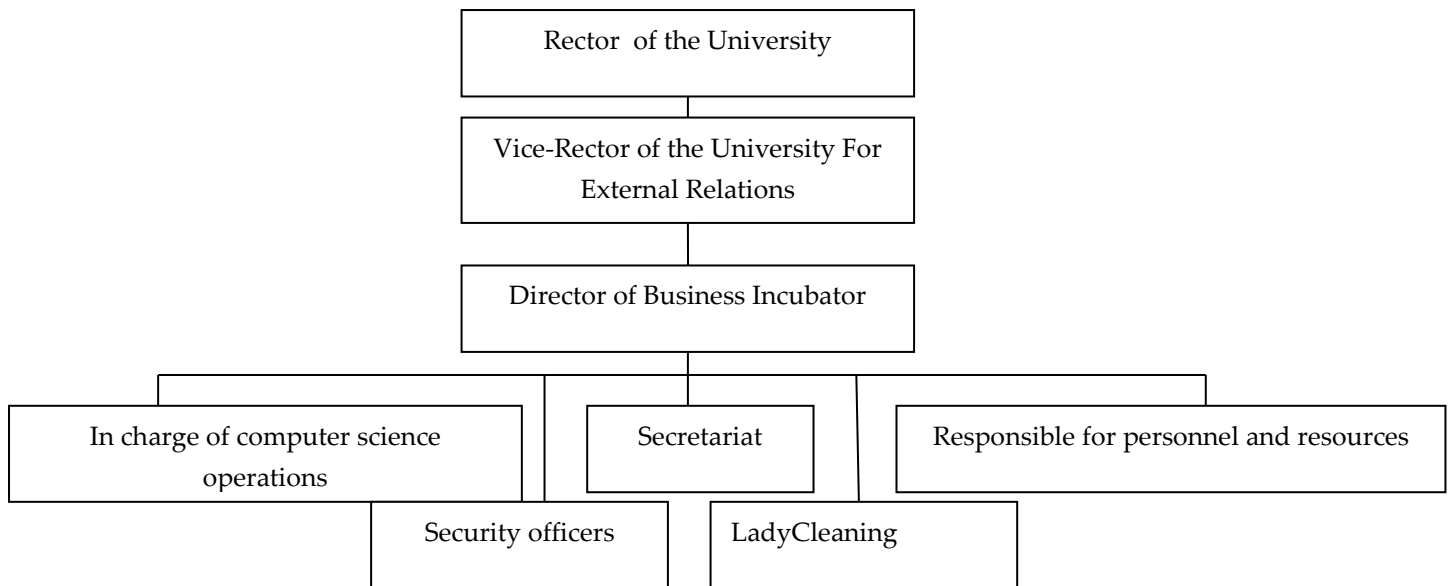 Rector  of the University
Vice-Rector of the University For
External Relations
Director of Business Incubator
In charge of computer science
operations
Secretariat
Responsible for personnel and resources
Security officers
LadyCleaning